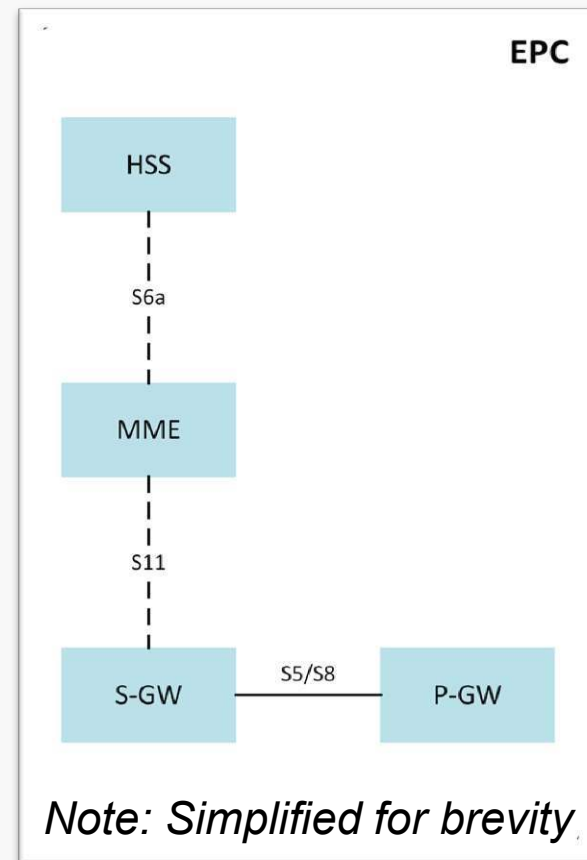 EPC
HSS
S6a
MME
S11
S-GW
S5/S8
P-GW
Note: Simplified for brevity